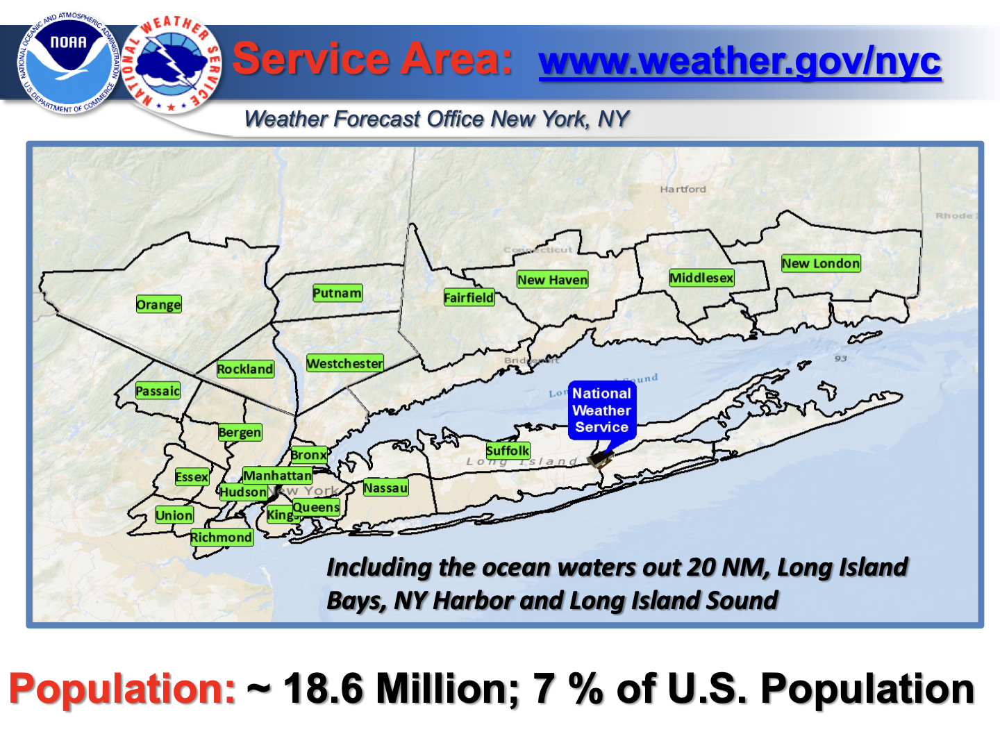 NATIONAL OCEANIC AND ATMOSPHERIC ADMINISTRATION
NOAA
U.S. DEPARTMENT OF COMMERCE
NATIONAL WEATHER SERVICE
Service Area: www.weather.gov/nyc
Weather Forecast Office New York, NY
Hartford
Rhode
Connecticut
New London
New Haven
Middlesex
Putnam
Fairfield
Orange
93
Bridgeport
Westchester
Rockland
Sound
Passaic
National
Weather
Service
Bergen
Suffolk
Bronx
Long Island
Essex
Manhattan
Nassau
Hudson
New York
Queens
Kings
Union
Richmond
Including the ocean waters out 20 NM, Long Island
Bays, NY Harbor and Long Island Sound
Population: ~ 18.6 Million; 7 % of U.S. Population